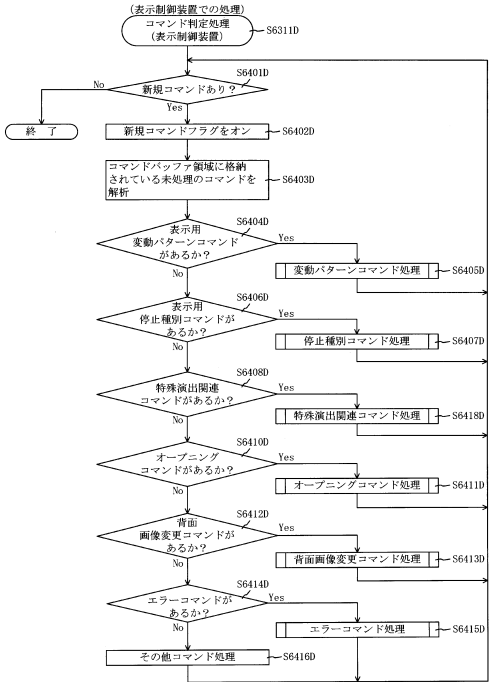 (表示制御装置での処理)
コマンド判定処理
(表示制御装置)
S6311D
S6401D
No
新規コマンドあり？
Yes
終 了
新規コマンドフラグをオン
S6402D
コマンドバッファ領域に格納
されている未処理のコマンドを
解析
S6403D
S6404D
表示用
変動パターンコマンド
があるか？
Yes
No
変動パターンコマンド処理
S6405D
S6406D
表示用
停止種別コマンドが
あるか？
Yes
No
停止種別コマンド処理
S6407D
S6408D
特殊演出関連
コマンドがあるか？
Yes
No
特殊演出関連コマンド処理
S6418D
S6410D
オープニング
コマンドがあるか？
Yes
No
オープニングコマンド処理
S6411D
S6412D
背面
画像変更コマンドが
あるか？
Yes
No
背面画像変更コマンド処理
S6413D
S6414D
エラーコマンドが
あるか？
Yes
No
エラーコマンド処理
S6415D
その他コマンド処理
S6416D